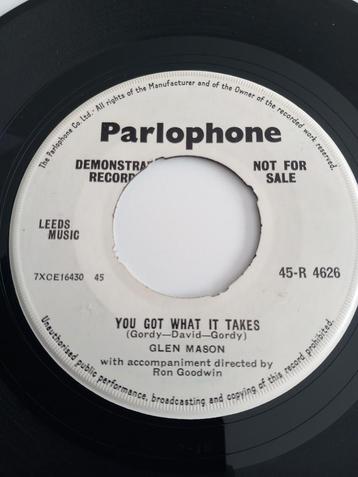 The Parlophone Co. Ltd. - All rights of the Manufacturer and of the Owner of the recorded work reserved.
Parlophone
NOT FOR
SALE
LEEDS
MUSIC
7XCE16430 45
45-R 4626
YOU GOT WHAT IT TAKES
(Gordy—David—Gordy)
GLEN MASON
with accompaniment directed by
Ron Goodwin
Unauthorised public performance, broadcasting and copying of this record prohibited.